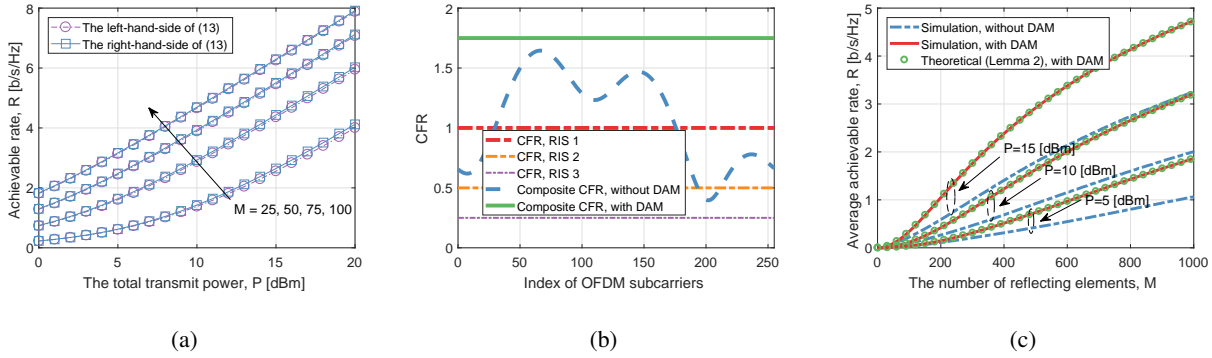 8
6
4
2
0
Achievable rate, R [b/s/Hz]
The left-hand-side of (13)
The right-hand-side of (13)
M = 25, 50, 75, 100
0 5 10 15 20
The total transmit power, P [dBm]
(a)
2
1.5
1
0.5
0
CFR
CFR, RIS 1
CFR, RIS 2
CFR, RIS 3
Composite CFR, without DAM
Composite CFR, with DAM
0 50 100 150 200 250
Index of OFDM subcarriers
(b)
5
4
3
2
1
0
Average achievable rate, R [b/s/Hz]
Simulation, without DAM
Simulation, with DAM
Theoretical (Lemma 2), with DAM
P=15 [dBm]
P=10 [dBm]
P=5 [dBm]
0 200 400 600 800 1000
The number of reflecting elements, M
(c)